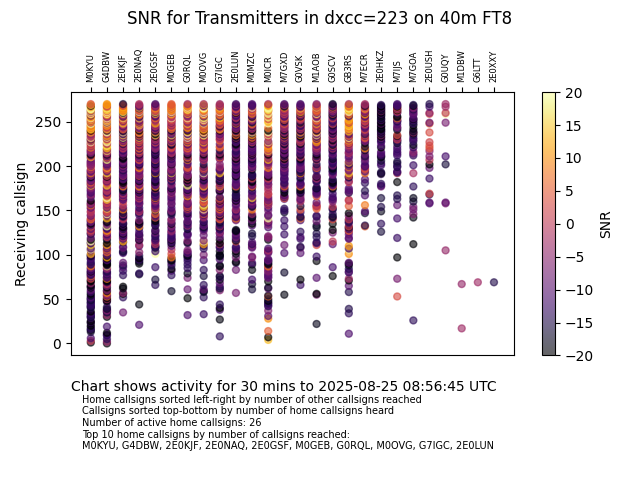 SNR for Transmitters in dxcc=223 on 40m FT8
M0KYU G4DBW 2E0KJF 2E0NAQ 2E0GSF M0GEB G0RQL M0OVG G7IGC 2E0LUN M0MZC M0ICR M7GXD G0VSK M1AOB G0SCV GB3RS M7ECR 2E0HKZ M7IJS M7GOA 2E0USH G0UQY M1DBW G6LTT 2E0XXY
Receiving callsign
250
200
150
100
50
0
20
15
10
5
0
−5
−10
−15
−20
SNR
Chart shows activity for 30 mins to 2025-08-25 08:56:45 UTC
Home callsigns sorted left-right by number of other callsigns reached
Callsigns sorted top-bottom by number of home callsigns heard
Number of active home callsigns: 26
Top 10 home callsigns by number of callsigns reached:
M0KYU, G4DBW, 2E0KJF, 2E0NAQ, 2E0GSF, M0GEB, G0RQL, M0OVG, G7IGC, 2E0LUN